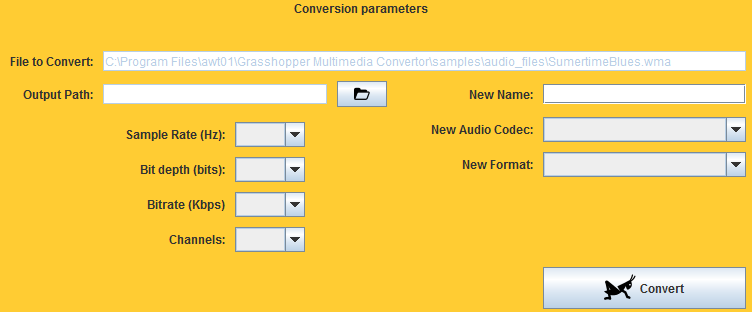 Conversion parameters
File to Convert: C:\Program Files\awt01\Grasshopper Multimedia Convertor\samples\audio_files\SumertimeBlues.wma
Output Path: New Name:
Sample Rate (Hz): New Audio Codec:
Bit depth (bits): New Format:
Bitrate (Kbps)
Channels:
Convert